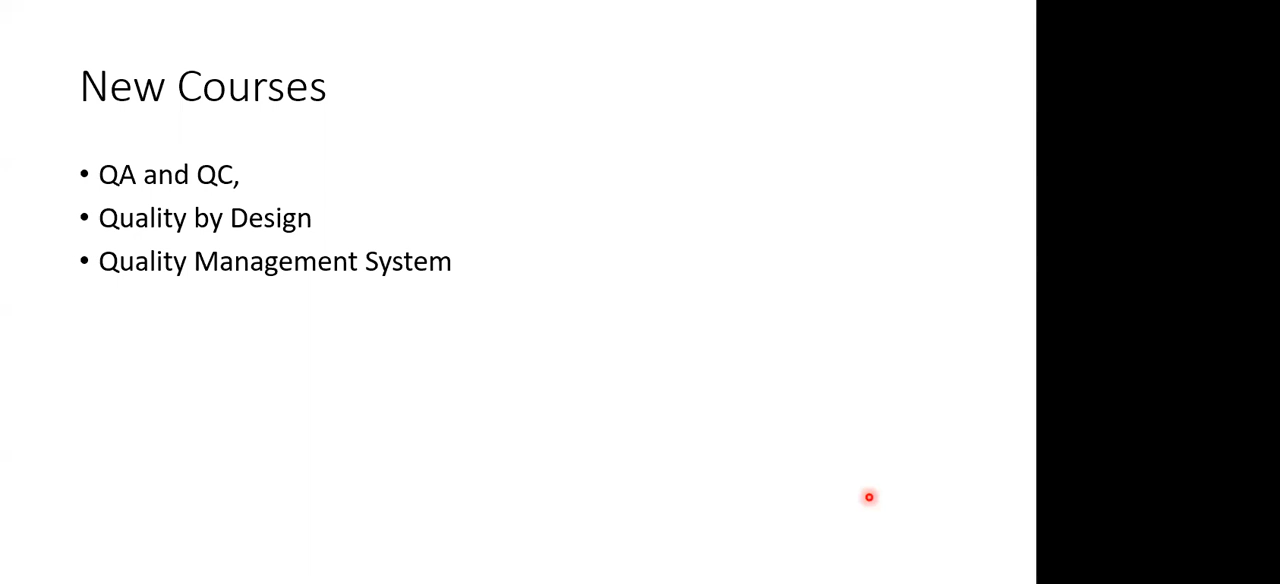 New Courses
• QA and QC,
• Quality by Design
• Quality Management System